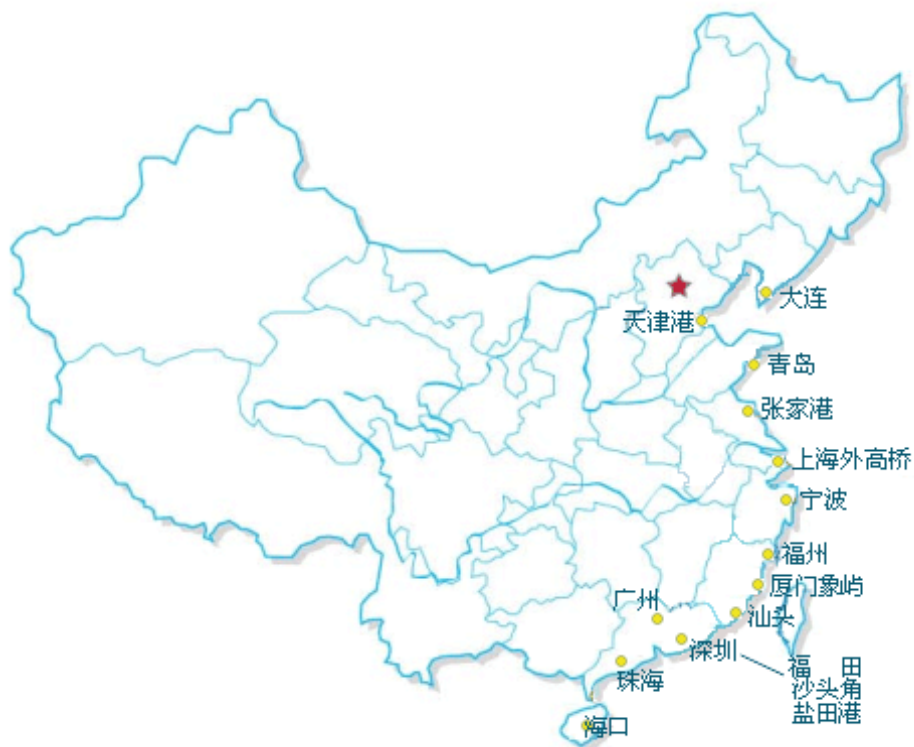 大连
天津港
青岛
张家港
上海外高桥
宁波
福州
厦门象屿
广州
汕头
深圳
福 田
沙头角
盐田港
珠海
海口